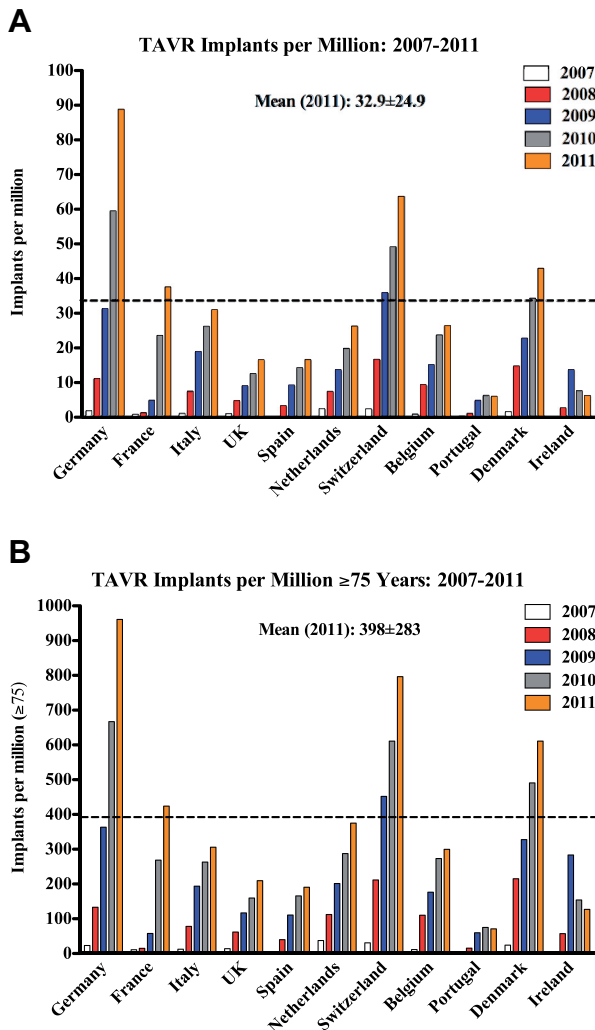 A
TAVR Implants per Million: 2007-2011
Mean (2011): 32.9±24.9
2007
2008
2009
2010
2011
Implants per million
100
90
80
70
60
50
40
30
20
10
0
Germany
France
Italy
UK
Spain
Netherlands
Switzerland
Belgium
Portugal
Denmark
Ireland
B
TAVR Implants per Million ≥75 Years: 2007-2011
Mean (2011): 398±283
2007
2008
2009
2010
2011
Implants per million (≥75)
1000
900
800
700
600
500
400
300
200
100
0
Germany
France
Italy
UK
Spain
Netherlands
Switzerland
Belgium
Portugal
Denmark
Ireland